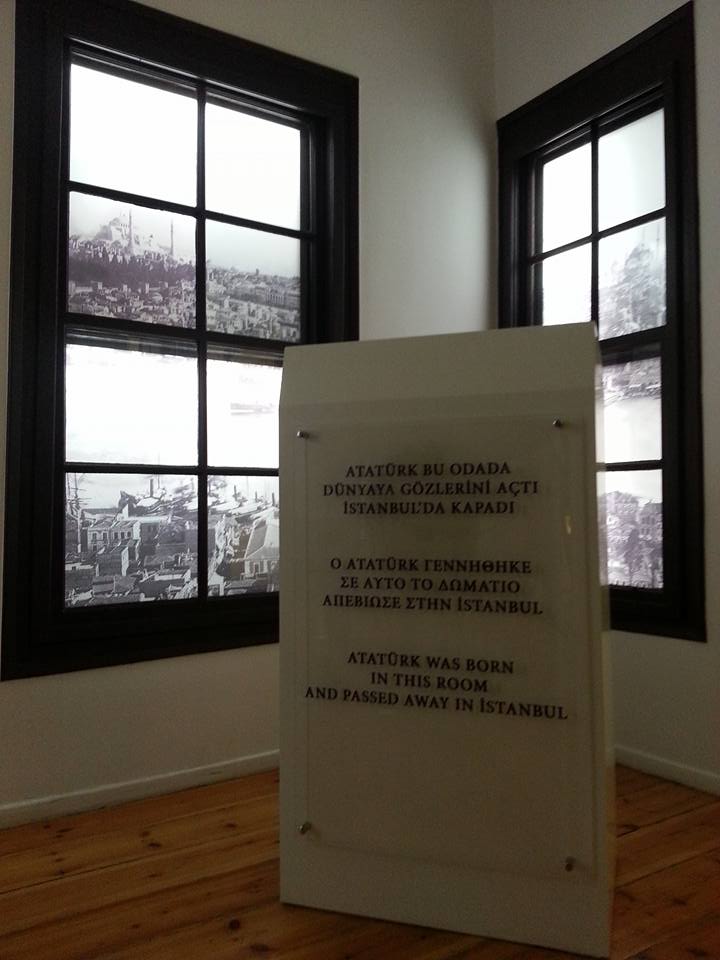 ATATÜRK BU ODADA
DÜNYAYA GÖZLERİNİ AÇTI
İSTANBUL'DA KAPADI
Ο ATATÜRK ΓΕΝΝΗΘΗΚΕ
ΣΕ ΑΥΤΟ ΤΟ ΔΩΜΑΤΙΟ
ΑΠΕΒΙΩΣΕ ΣΤΗΝ İSTANBUL
ATATÜRK WAS BORN
IN THIS ROOM
AND PASSED AWAY IN İSTANBUL